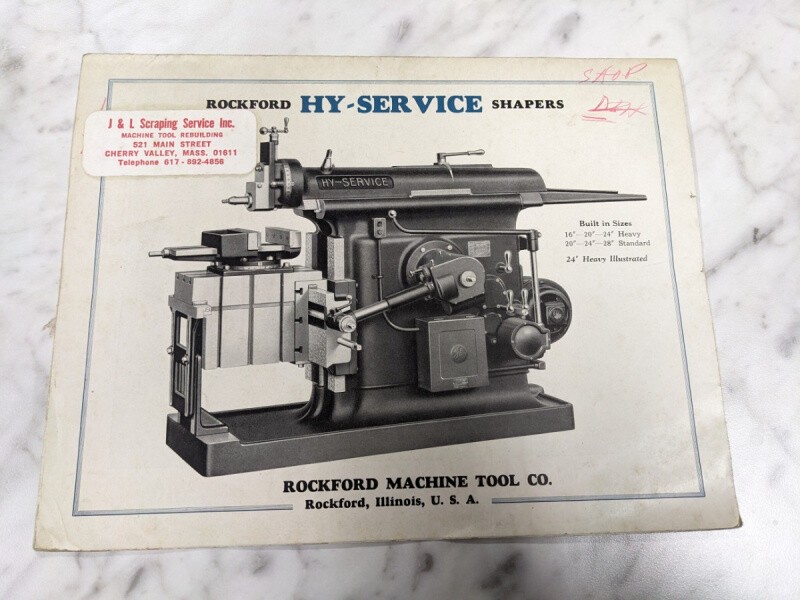 SHOP
ROCKFORD HY-SERVICE SHAPERS
J & L Scraping Service Inc.
MACHINE TOOL REBUILDING
521 MAIN STREET
CHERRY VALLEY, MASS. 01611
Telephone 617 - 892-4856
HY-SERVICE
Built in Sizes
16"—20"—24" Heavy
20"—24"—28" Standard
24" Heavy Illustrated
ROCKFORD MACHINE TOOL CO.
Rockford, Illinois, U. S. A.